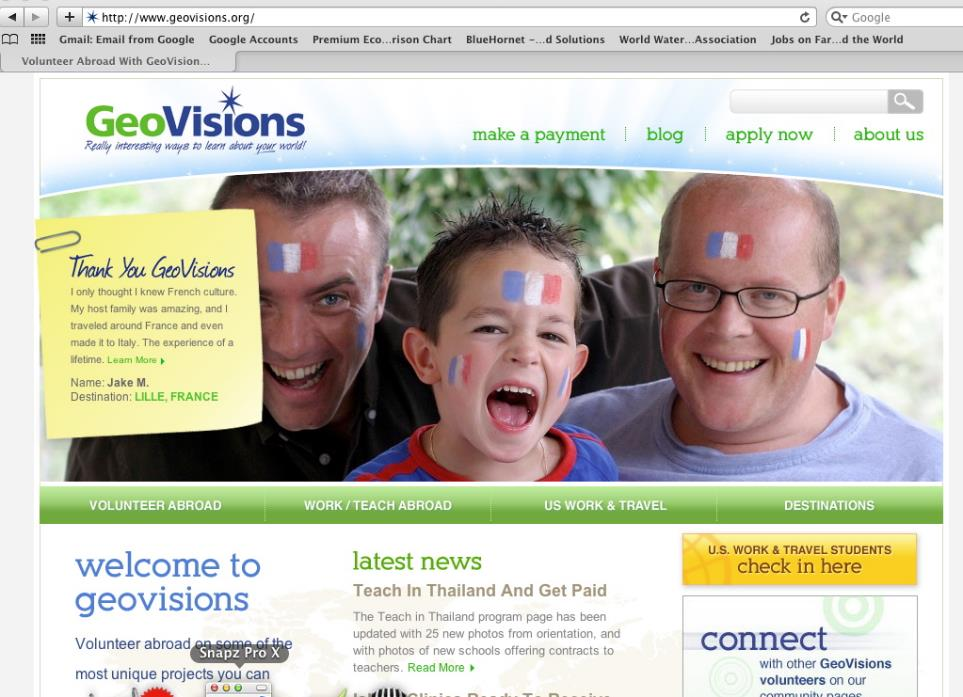 http://www.geovisions.org/
Google
Gmail: Email from Google Google Accounts Premium Eco...rison Chart BlueHornet -...d Solutions World Water...Association Jobs on Far...d the World
Volunteer Abroad With GeoVision...
GeoVisions
Really interesting ways to learn about your world!
make a payment blog apply now about us
Thank You GeoVisions
I only thought I knew French culture.
My host family was amazing, and I
traveled around France and even
made it to Italy. The experience of a
lifetime. Learn More
Name: Jake M.
Destination: LILLE, FRANCE
VOLUNTEER ABROAD WORK / TEACH ABROAD US WORK & TRAVEL DESTINATIONS
welcome to
geovisions
Volunteer abroad on some of the
most unique projects you can
Snapz Pro X
latest news
Teach In Thailand And Get Paid
The Teach in Thailand program page has been
updated with 25 new photos from orientation, and
with photos of new schools offering contracts to
teachers. Read More
Clinics Ready To Receive
U.S. WORK & TRAVEL STUDENTS
check in here
connect
with other GeoVisions
volunteers on our
community pages